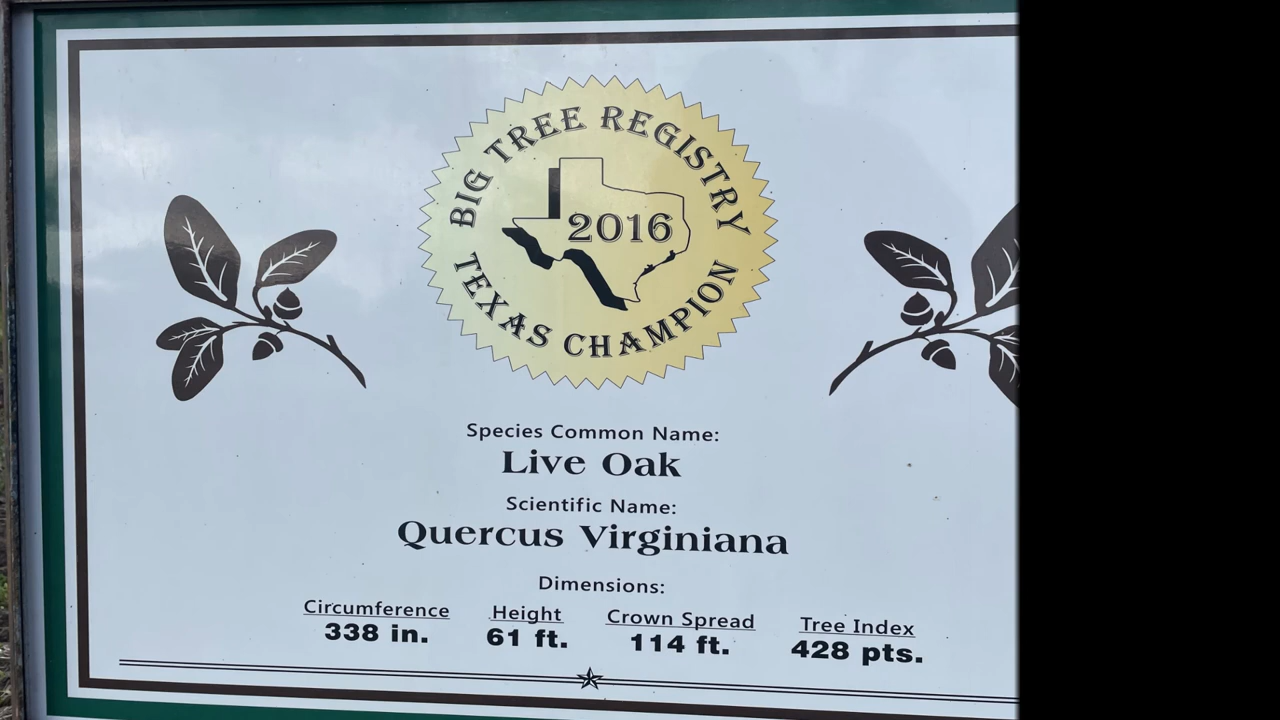 BIG TREE REGISTRY
2016
TEXAS CHAMPION
Species Common Name:
Live Oak
Scientific Name:
Quercus Virginiana
Dimensions:
Circumference Height Crown Spread Tree Index
338 in. 61 ft. 114 ft. 428 pts.